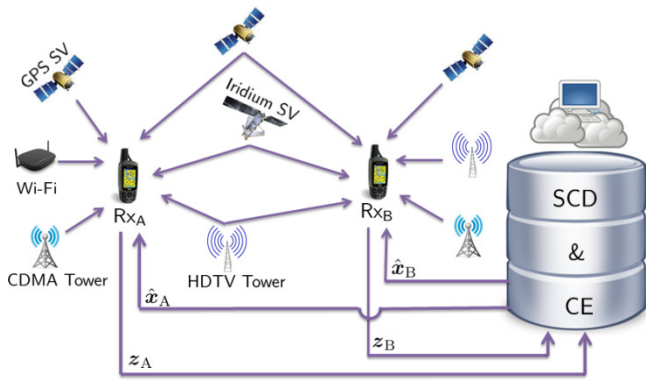 GPS SV
Iridium SV
Wi-Fi
RxA
RxB
SCD
&
CE
CDMA Tower
HDTV Tower
x̂A
x̂B
zA
zB